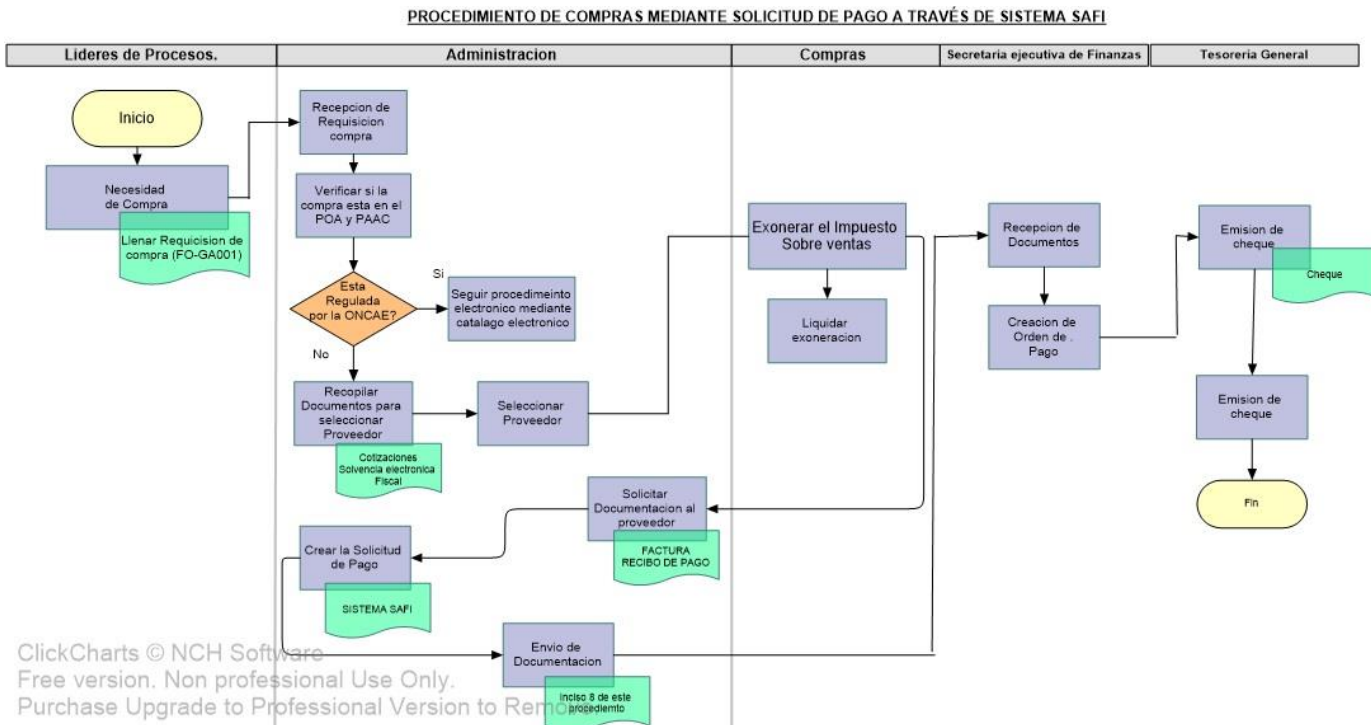 PROCEDIMIENTO DE COMPRAS MEDIANTE SOLICITUD DE PAGO A TRAVÉS DE SISTEMA SAFI
Lideres de Procesos.
Administracion
Compras
Secretaria ejecutiva de Finanzas
Tesoreria General
Inicio
Necesidad
de Compra
Llenar Requicision de
compra (FO-GA001)
Recepcion de
Requisicion
compra
Verificar si la
compra esta en el
POA y PAAC
Esta
Regulada
por la ONCAE?
Si
Seguir procedimeinto
electronico mediante
catalago electronico
No
Recopilar
Documentos para
seleccionar
Proveedor
Cotizaciones
Solvencia electronica
Fiscal
Seleccionar
Proveedor
Exonerar el Impuesto
Sobre ventas
Liquidar
exoneracion
Solicitar
Documentacion al
proveedor
FACTURA
RECIBO DE PAGO
Crear la Solicitud
de Pago
SISTEMA SAFI
Envio de
Documentacion
Inciso 8 de este
procediemto
Recepcion de
Documentos
Creacion de
Orden de .
Pago
Emision de
cheque
Cheque
Emision de
cheque
Fin
ClickCharts © NCH Software
Free version. Non professional Use Only.
Purchase Upgrade to Professional Version to